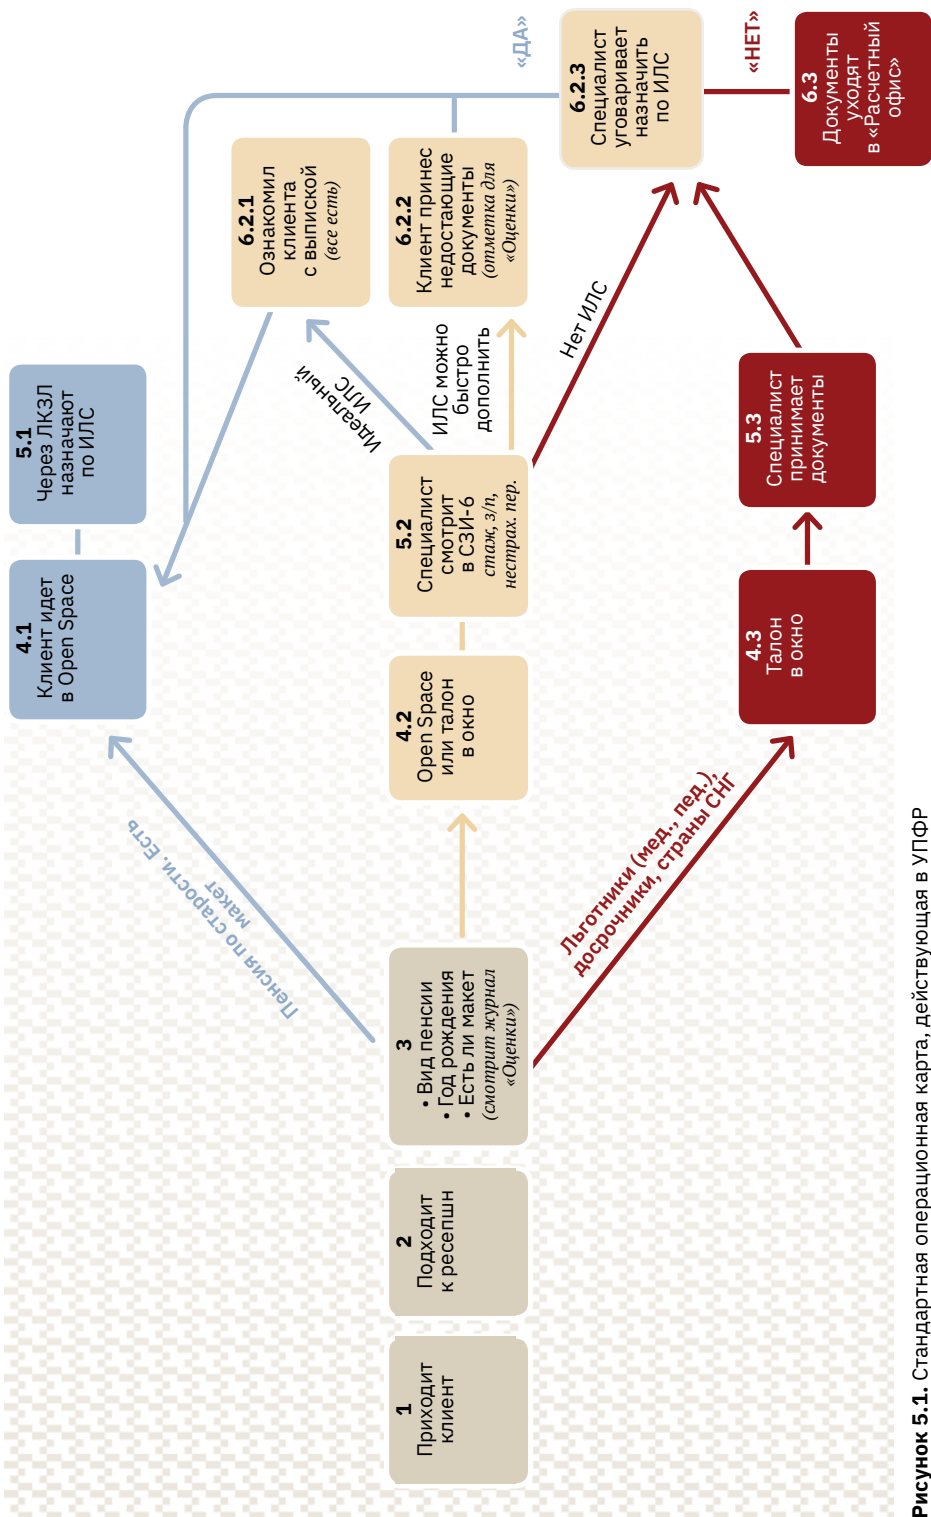 1
Приходит
клиент
2
Подходит
к ресепшн
3
• Вид пенсии
• Год рождения
• Есть ли макет
(смотрит журнал
«Оценки»)
Пенсия по старости. Есть
макет
4.1
Клиент идет
в Open Space
5.1
Через ЛКЗЛ
назначают
по ИЛС
4.2
Open Space
или талон
в окно
5.2
Специалист
смотрит
в СЗИ-6
стаж, з/п,
нестрах. пер.
Идеальный
ИЛС
6.2.1
Ознакомил
клиента
с выпиской
(все есть)
ИЛС можно
быстро
дополнить
6.2.2
Клиент принес
недостающие
документы
(отметка для
«Оценки»)
Нет ИЛС
«ДА»
6.2.3
Специалист
уговаривает
назначить
по ИЛС
«НЕТ»
6.3
Документы
уходят
в «Расчетный
офис»
Льготники (мед., пед.),
досрочники, страны СНГ
4.3
Талон
в окно
5.3
Специалист
принимает
документы
Рисунок 5.1. Стандартная операционная карта, действующая в УПФР